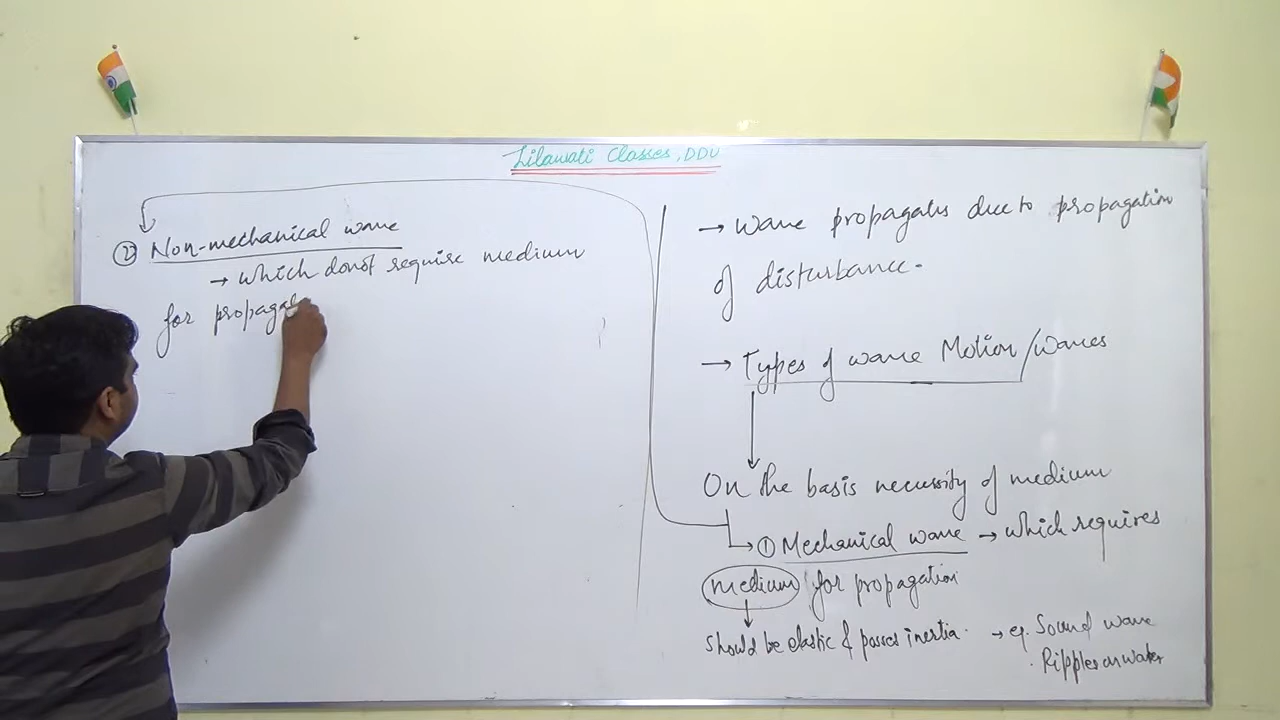 Lilawati Classes, DDU
→ Wave propagates due to propagation
of disturbance.
→ Types of wave Motion/Waves
On the basis necessity of medium
① Mechanical wave → which requires
medium for propagation
should be elastic & posses inertia. → eg. Sound wave
. Ripples on water
② Non-mechanical wave
→ which donot require medium
for propaga